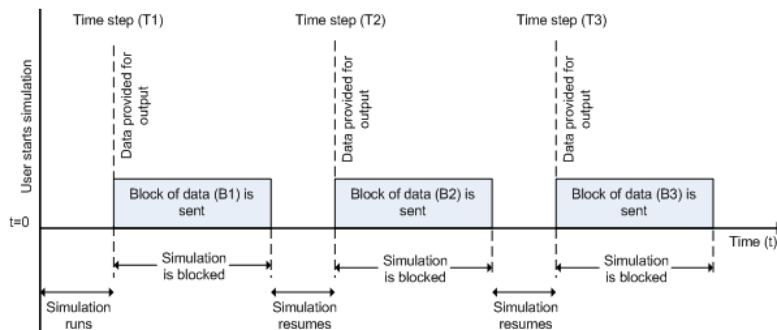 Time step (T1)
Time step (T2)
Time step (T3)
User starts simulation
Data provided for
output
Data provided for
output
Data provided for
output
Block of data (B1) is
sent
Block of data (B2) is
sent
Block of data (B3) is
sent
t=0
Time (t)
Simulation
is blocked
Simulation
is blocked
Simulation
is blocked
Simulation
runs
Simulation
resumes
Simulation
resumes